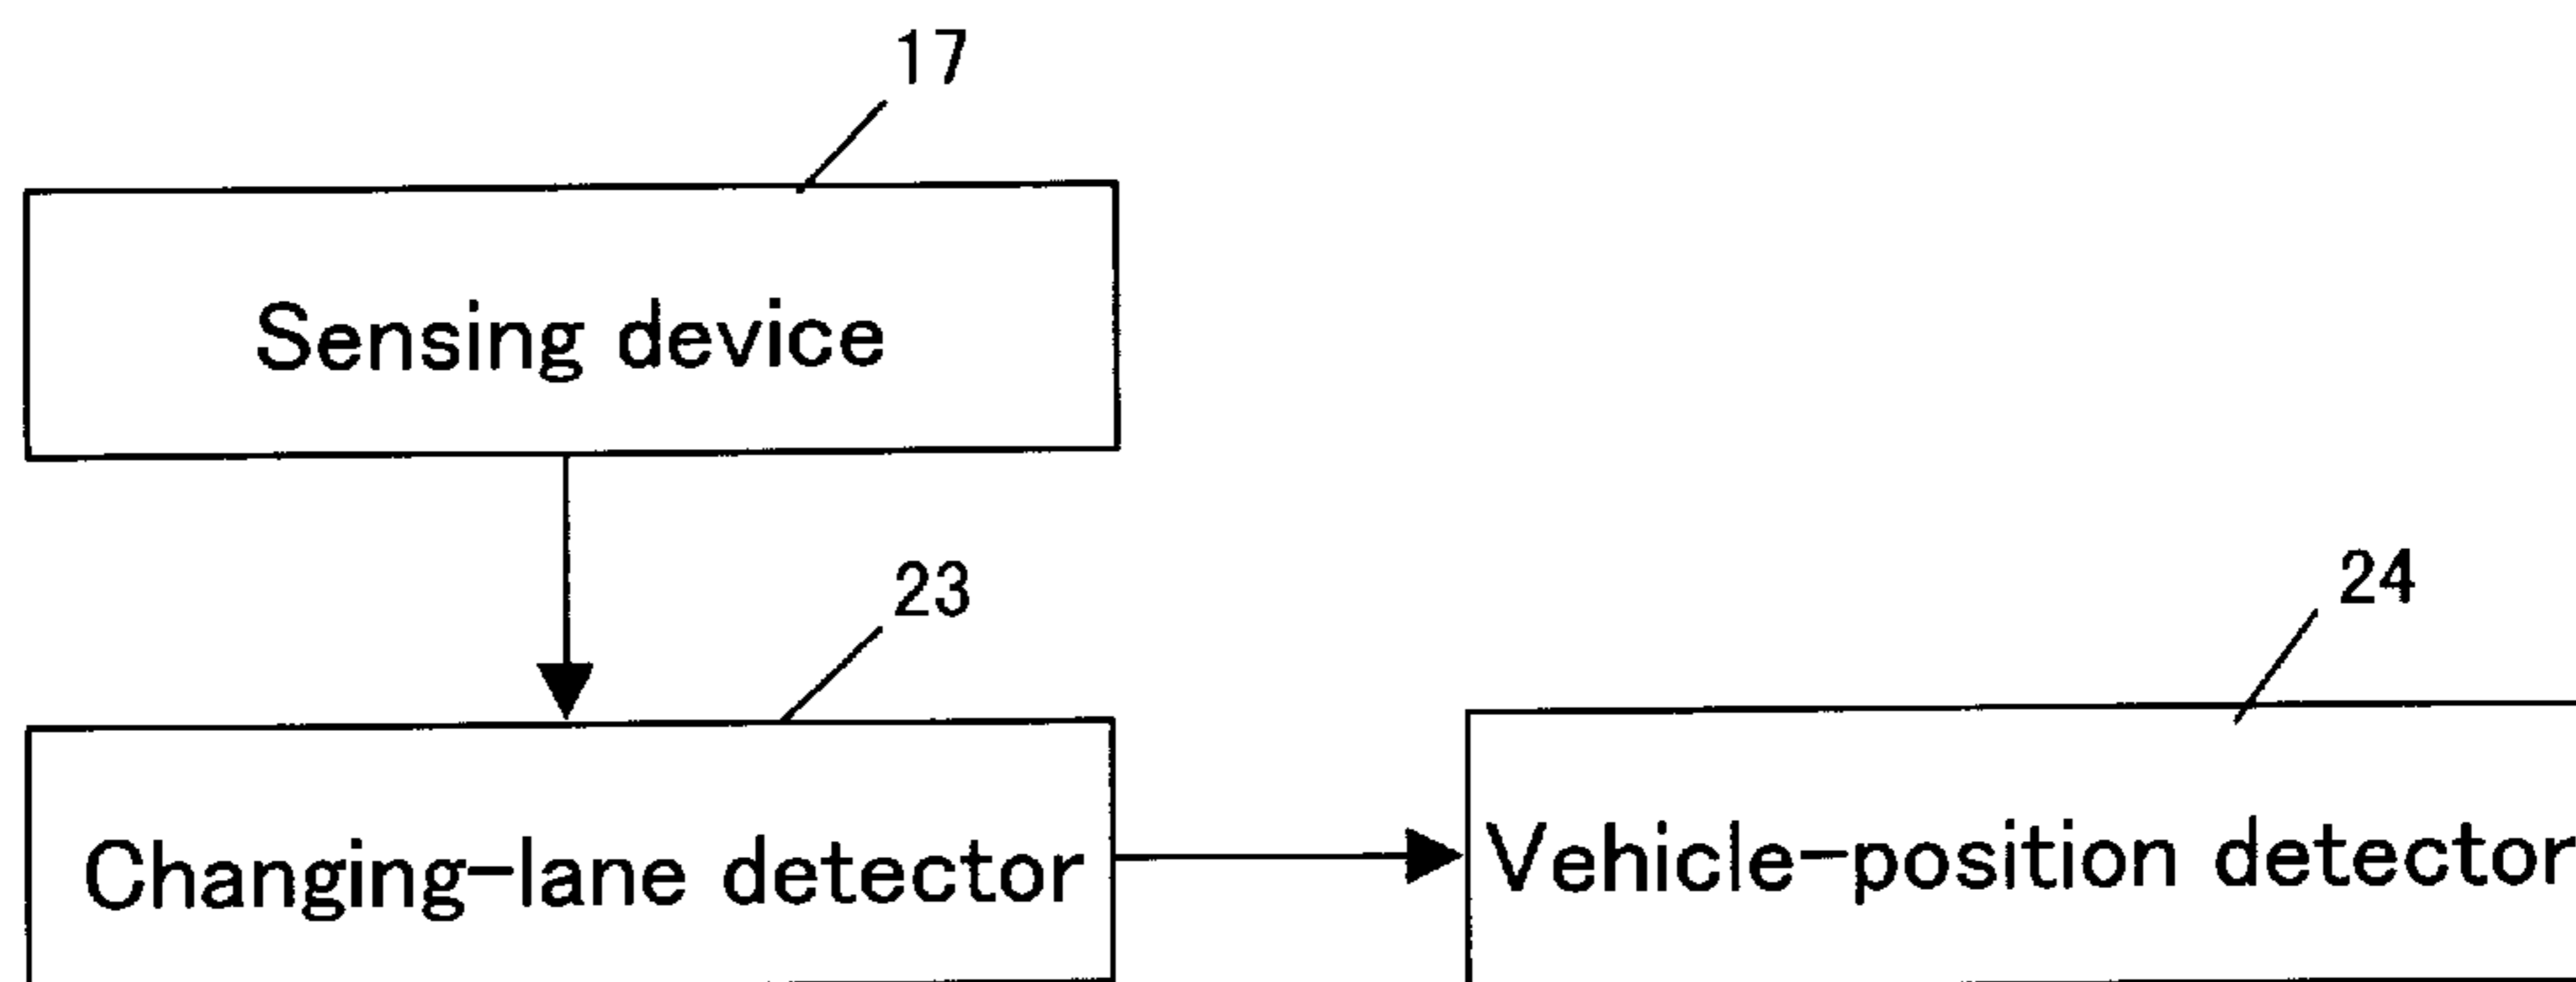 17
Sensing device
23
24
Changing-lane detector
Vehicle-position detector